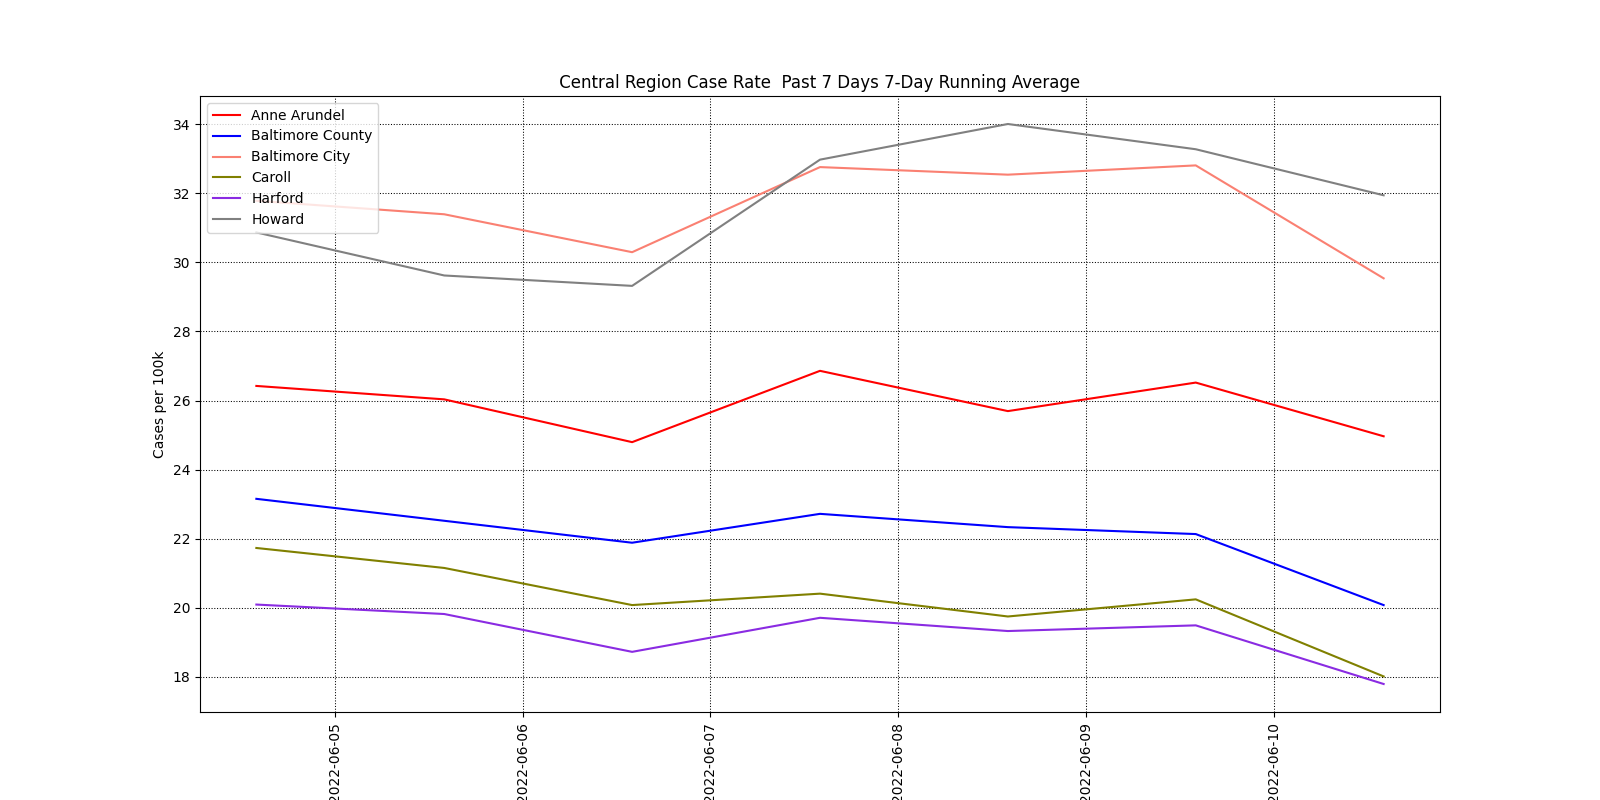 Central Region Case Rate  Past 7 Days 7-Day Running Average
Anne Arundel
Baltimore County
Baltimore City
Caroll
Harford
Howard
Cases per 100k
34
32
30
28
26
24
22
20
18
2022-06-05
2022-06-06
2022-06-07
2022-06-08
2022-06-09
2022-06-10